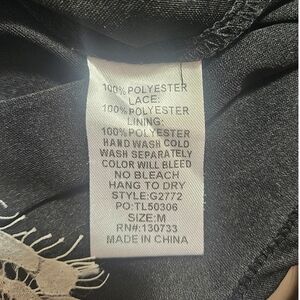 100% POLYESTER
LACE:
100% POLYESTER
LINING:
100% POLYESTER
HAND WASH COLD
WASH SEPARATELY
COLOR WILL BLEED
NO BLEACH
HANG TO DRY
STYLE:G2772
PO:TL50306
SIZE:M
RN#:130733
MADE IN CHINA